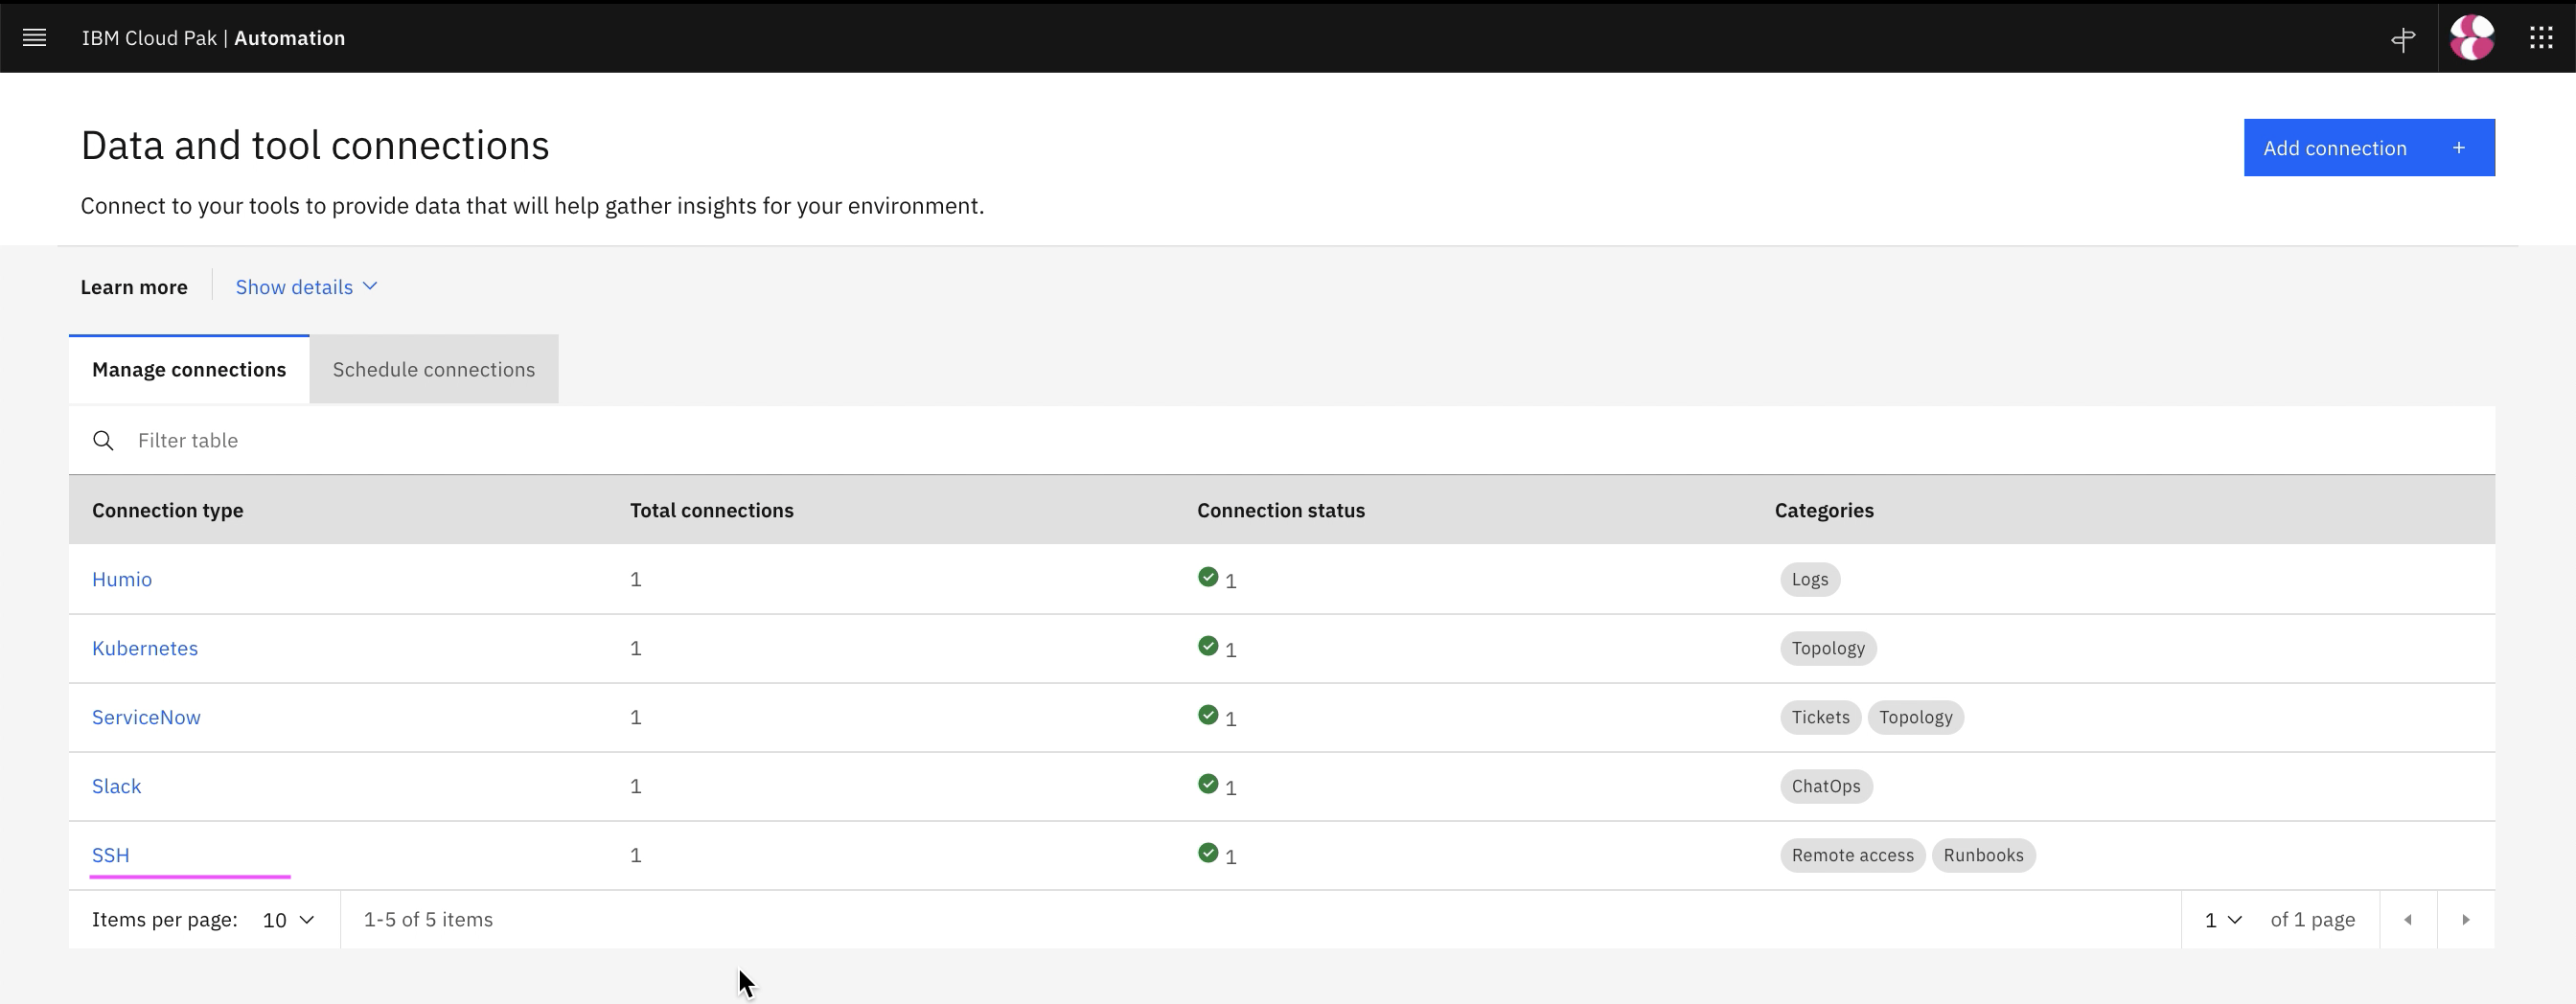 IBM Cloud Pak | Automation
Data and tool connections
Add connection +
Connect to your tools to provide data that will help gather insights for your environment.
Learn more Show details
Manage connections Schedule connections
Filter table
Connection type Total connections Connection status Categories
Humio 1 1 Logs
Kubernetes 1 1 Topology
ServiceNow 1 1 Tickets Topology
Slack 1 1 ChatOps
SSH 1 1 Remote access Runbooks
Items per page: 10 1-5 of 5 items 1 of 1 page